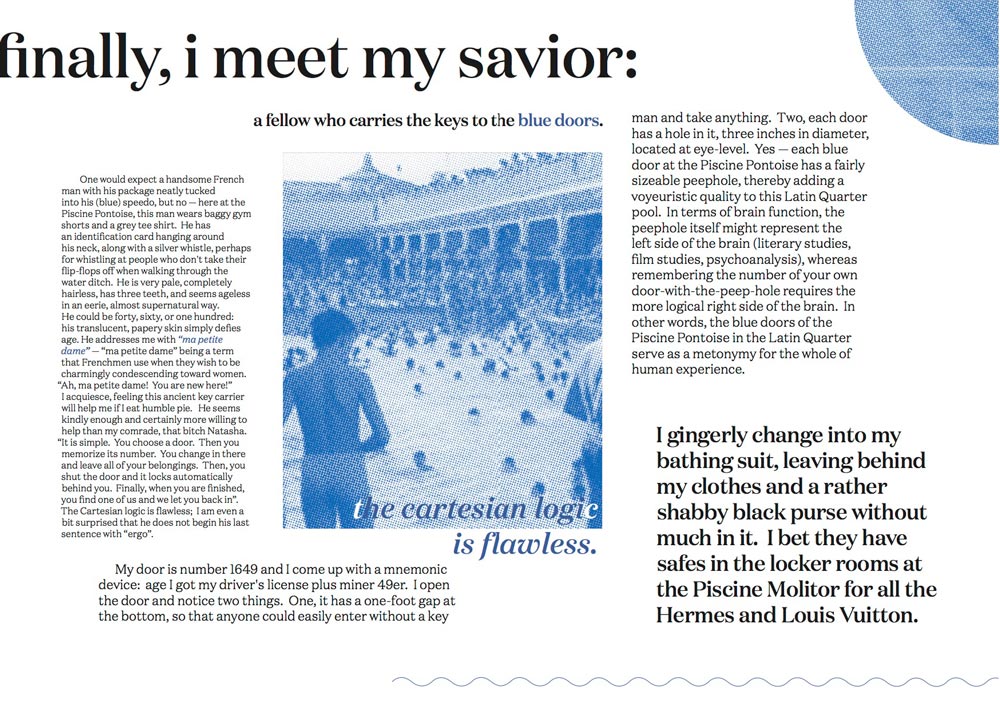 finally, i meet my savior:
a fellow who carries the keys to the blue doors.
One would expect a handsome French
man with his package neatly tucked
into his (blue) speedo, but no — here at the
Piscine Pontoise, this man wears baggy gym
shorts and a grey tee shirt.  He has
an identification card hanging around
his neck, along with a silver whistle, perhaps
for whistling at people who don't take their
flip-flops off when walking through the
water ditch.  He is very pale, completely
hairless, has three teeth, and seems ageless
in an eerie, almost supernatural way.
He could be forty, sixty, or one hundred:
his translucent, papery skin simply defies
age. He addresses me with "ma petite
dame" — "ma petite dame" being a term
that Frenchmen use when they wish to be
charmingly condescending toward women.
"Ah, ma petite dame!  You are new here!"
I acquiesce, feeling this ancient key carrier
will help me if I eat humble pie.  He seems
kindly enough and certainly more willing to
help than my comrade, that bitch Natasha.
"It is simple.  You choose a door.  Then you
memorize its number.  You change in there
and leave all of your belongings.  Then, you
shut the door and it locks automatically
behind you.  Finally, when you are finished,
you find one of us and we let you back in".
The Cartesian logic is flawless;  I am even a
bit surprised that he does not begin his last
sentence with "ergo".
the cartesian logic
is flawless.
My door is number 1649 and I come up with a mnemonic
device:  age I got my driver's license plus miner 49er.  I open
the door and notice two things.  One, it has a one-foot gap at
the bottom, so that anyone could easily enter without a key
man and take anything.  Two, each door
has a hole in it, three inches in diameter,
located at eye-level.  Yes — each blue
door at the Piscine Pontoise has a fairly
sizeable peephole, thereby adding a
voyeuristic quality to this Latin Quarter
pool.  In terms of brain function, the
peephole itself might represent the
left side of the brain (literary studies,
film studies, psychoanalysis), whereas
remembering the number of your own
door-with-the-peep-hole requires the
more logical right side of the brain.  In
other words, the blue doors of the
Piscine Pontoise in the Latin Quarter
serve as a metonymy for the whole of
human experience.
I gingerly change into my
bathing suit, leaving behind
my clothes and a rather
shabby black purse without
much in it.  I bet they have
safes in the locker rooms at
the Piscine Molitor for all the
Hermes and Louis Vuitton.